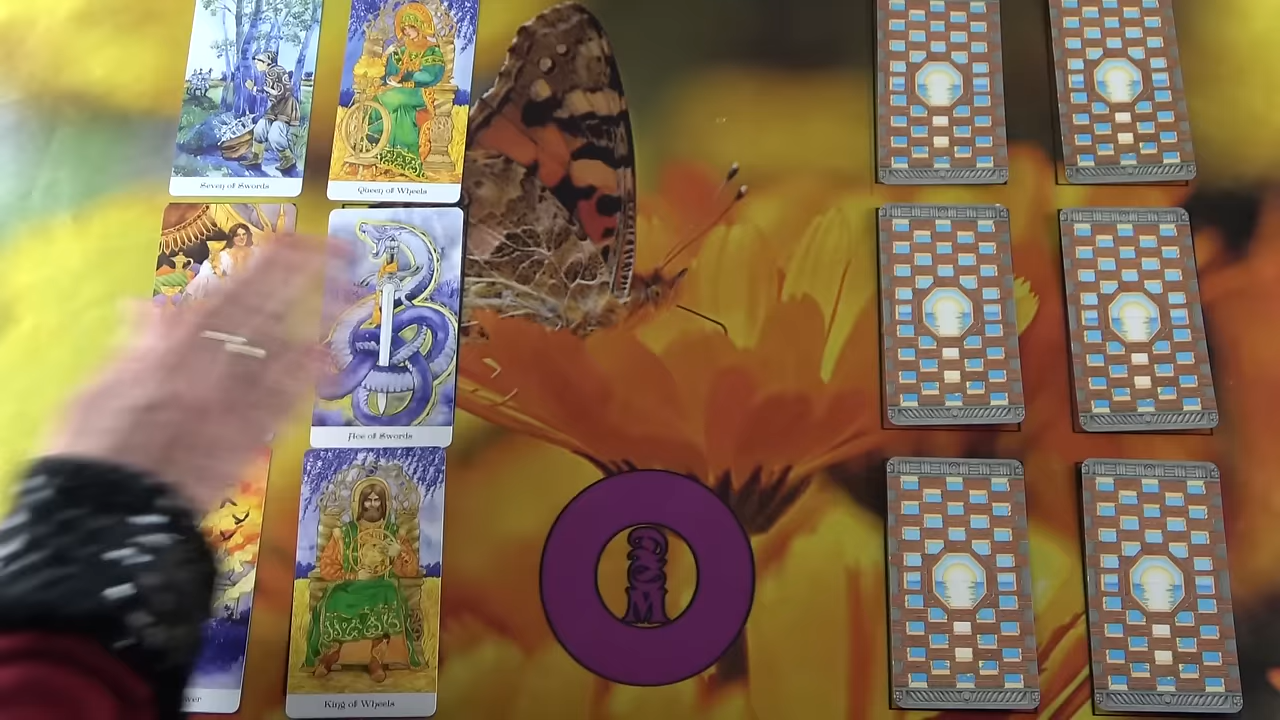 Seven of Swords
Queen of Wheels
Ace of Swords
King of Wheels